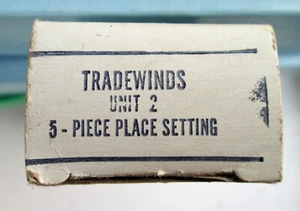 TRADEWINDS
UNIT 2
5 - PIECE PLACE SETTING